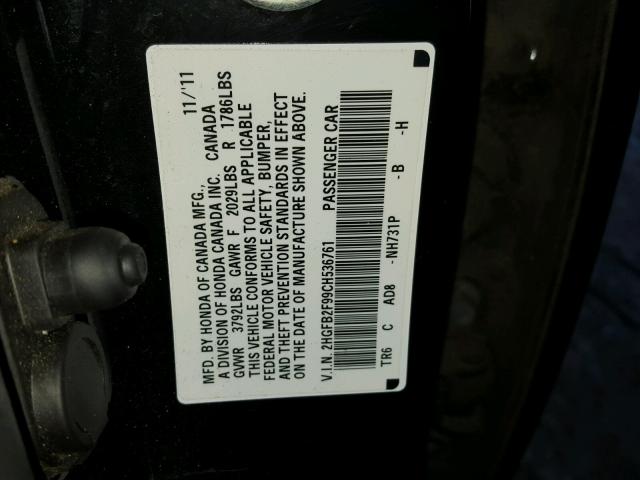 MFD. BY HONDA OF CANADA MFG., 11/'11
A DIVISION OF HONDA CANADA INC. CANADA
GVWR 3792LBS GAWR F 2029LBS R 1786LBS
THIS VEHICLE CONFORMS TO ALL APPLICABLE
FEDERAL MOTOR VEHICLE SAFETY, BUMPER,
AND THEFT PREVENTION STANDARDS IN EFFECT
ON THE DATE OF MANUFACTURE SHOWN ABOVE.
V.I.N. 2HGFB2F99CH536761 PASSENGER CAR
TR6 C AD8 -NH731P -B -H